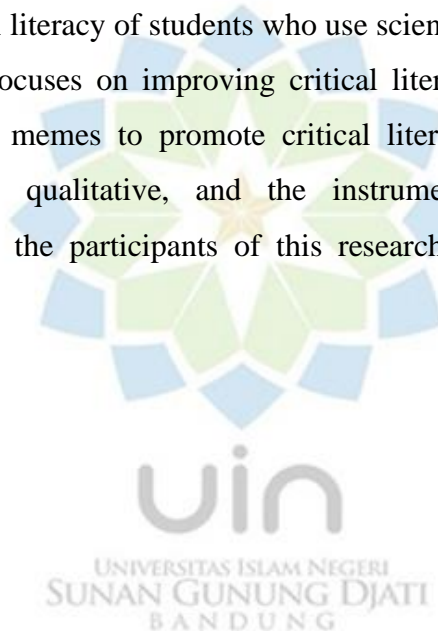 literacy of students who use scien
ocuses on improving critical liter
memes to promote critical liter
qualitative, and the instrume
the participants of this research
uin
UNIVERSITAS ISLAM NEGERI
SUNAN GUNUNG DJATI
BANDUNG